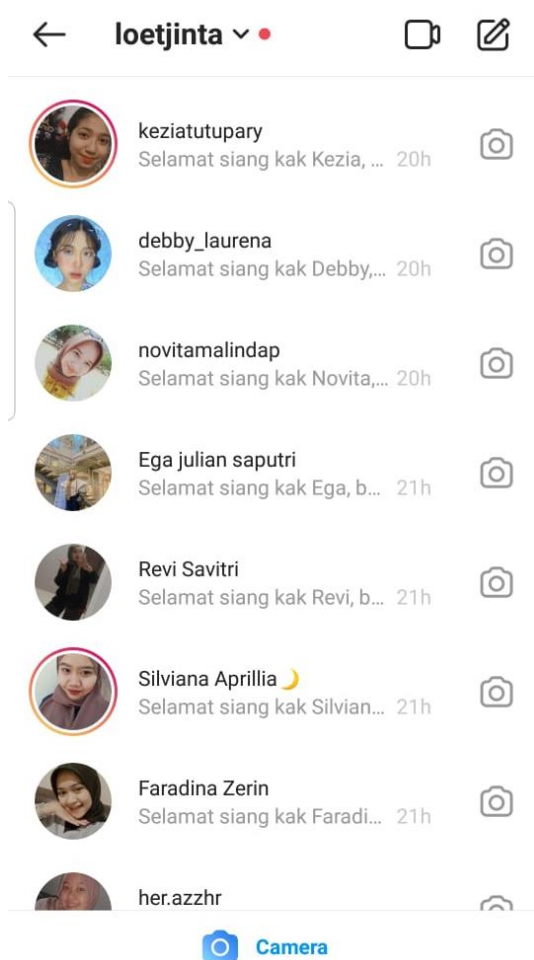 loetjinta
keziatutupary
Selamat siang kak Kezia, ... 20h
debby_laurena
Selamat siang kak Debby,... 20h
novitamalindap
Selamat siang kak Novita,... 20h
Ega julian saputri
Selamat siang kak Ega, b... 21h
Revi Savitri
Selamat siang kak Revi, b... 21h
Silviana Aprillia🌙
Selamat siang kak Silvian... 21h
Faradina Zerin
Selamat siang kak Faradi... 21h
her.azzhr
Camera